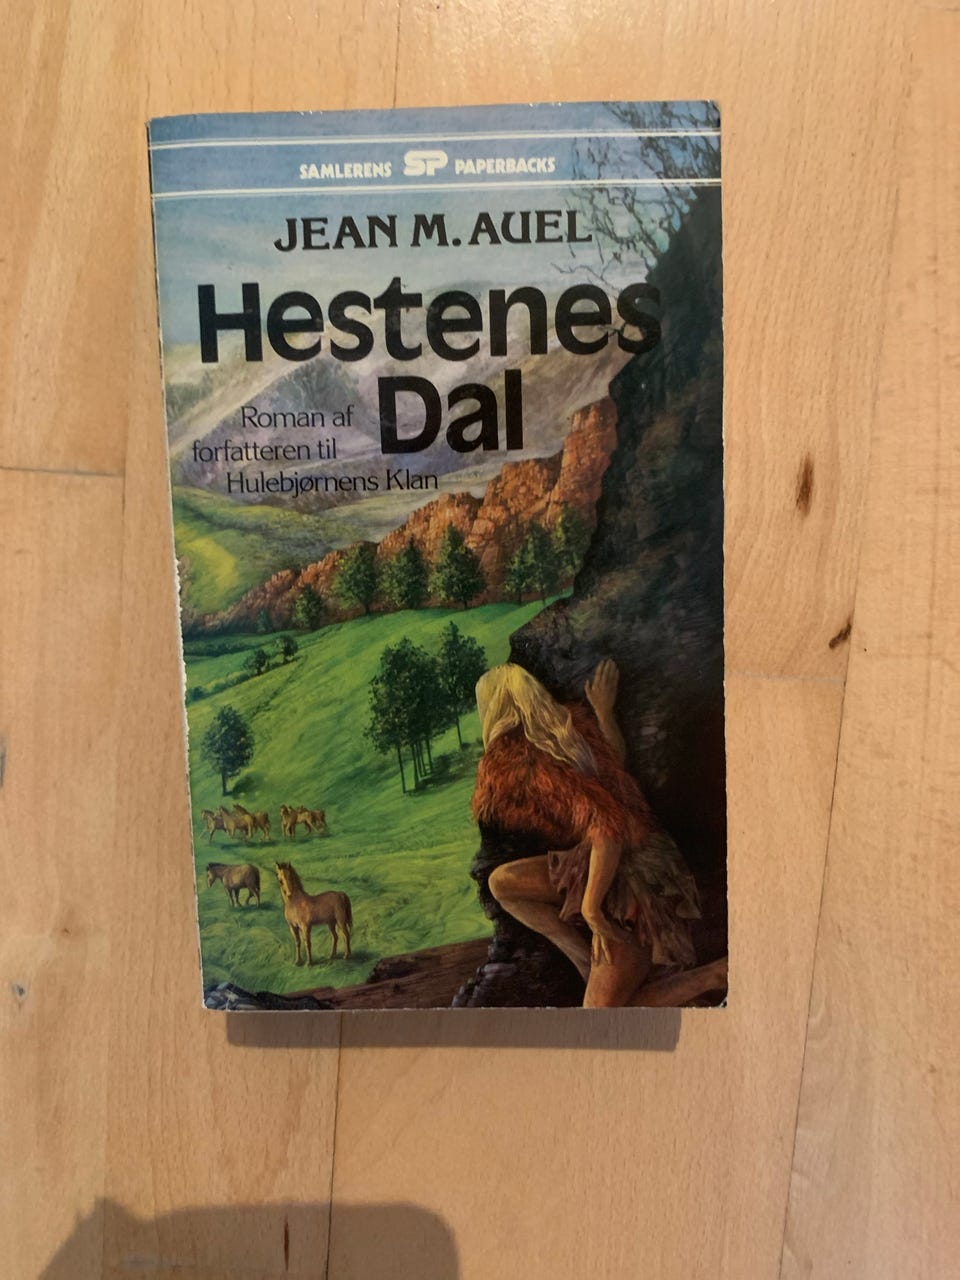 SAMLERENS SP PAPERBACKS
JEAN M. AUEL
Hestenes
Dal
Roman af
forfatteren til
Hulebjørnens Klan